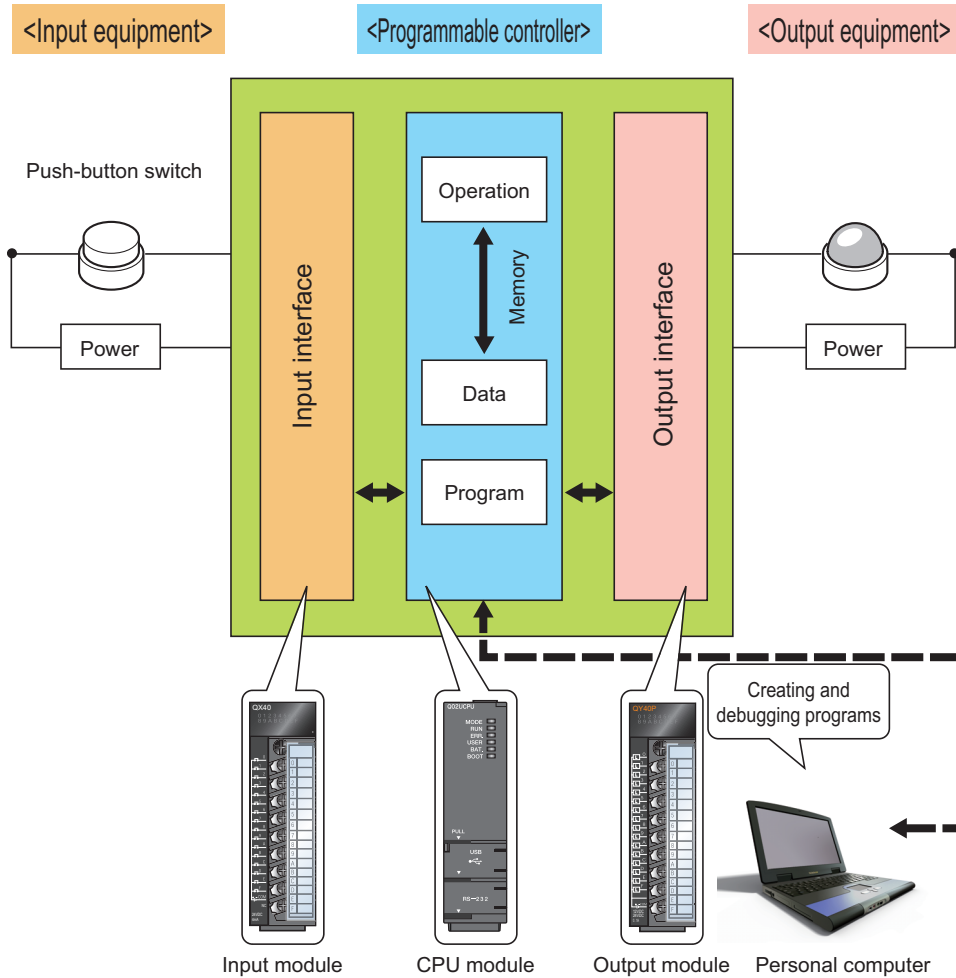 <Input equipment>
<Programmable controller>
<Output equipment>
Push-button switch
Power
Input interface
Operation
Memory
Data
Program
Output interface
Power
Creating and
debugging programs
QX40
Q02UCPU
MODE
RUN
ERR.
USER
BAT.
BOOT
PULL
USB
RS-232
QY40P
Input module
CPU module
Output module
Personal computer